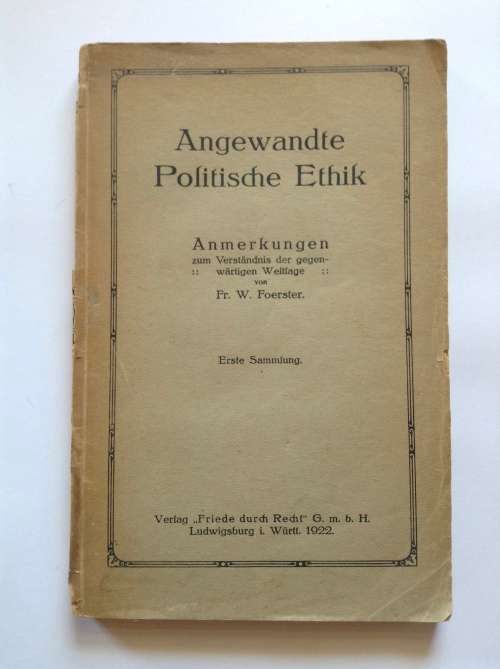 Angewandte
Politische Ethik
Anmerkungen
zum Verständnis der gegen-
:: wärtigen Weltlage ::
von
Fr. W. Foerster.
Erste Sammlung.
Verlag „Friede durch Recht“ G. m. b. H.
Ludwigsburg i. Württ. 1922.